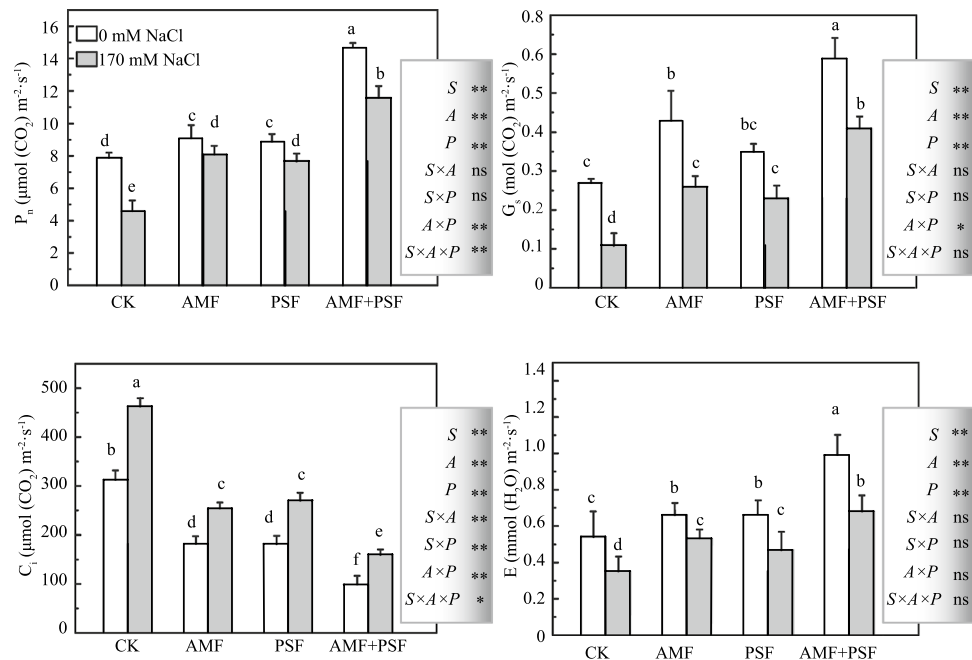 16
14
12
10
8
6
4
2
0
Pn (μmol (CO2) m-2·s-1)
0 mM NaCl
170 mM NaCl
d
e
c
d
c
d
a
b
S **
A **
P **
S×A ns
S×P ns
A×P **
S×A×P **
CK AMF PSF AMF+PSF
0.8
0.6
0.5
0.4
0.3
0.2
0.1
0.0
Gs (mol (CO2) m-2·s-1)
c
d
b
c
bc
c
a
b
S **
A **
P **
S×A ns
S×P ns
A×P *
S×A×P ns
CK AMF PSF AMF+PSF
500
400
300
200
100
0
Ci (μmol (CO2) m-2·s-1)
b
a
d
c
d
c
f
e
S **
A **
P **
S×A **
S×P **
A×P **
S×A×P *
CK AMF PSF AMF+PSF
1.4
1.2
1.0
0.8
0.6
0.4
0.2
0
E (mmol (H2O) m-2·s-1)
c
d
b
c
b
c
a
b
S **
A **
P **
S×A ns
S×P ns
A×P ns
S×A×P ns
CK AMF PSF AMF+PSF